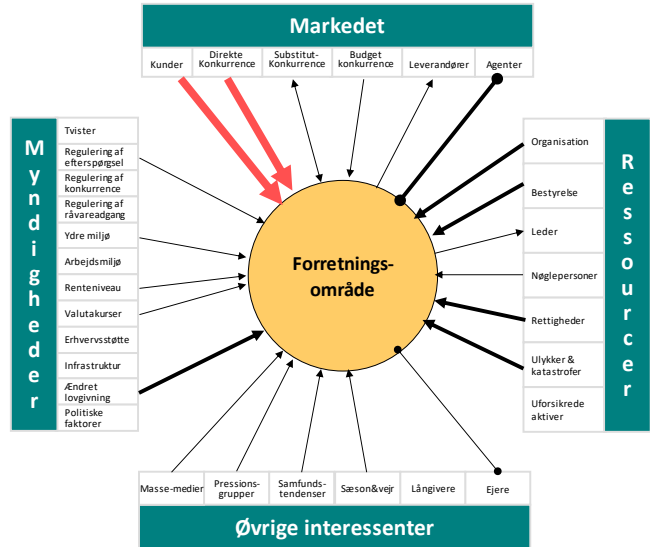 Markedet
Kunder
Direkte
Konkurrence
Substitut-
Konkurrence
Budget
konkurrence
Leverandører
Agenter
Myndigheder
Tvister
Regulering af
efterspørgsel
Regulering af
konkurrence
Regulering af
råvareadgang
Ydre miljø
Arbejdsmiljø
Renteniveau
Valutakurser
Erhvervsstøtte
Infrastruktur
Ændret
lovgivning
Politiske
faktorer
Forretnings-
område
Organisation
Bestyrelse
Leder
Nøglepersoner
Rettigheder
Ulykker &
katastrofer
Uforsikrede
aktiver
Ressourcer
Masse-medier
Pressions-
grupper
Samfunds-
tendenser
Sæson&vejr
Långivere
Ejere
Øvrige interessenter